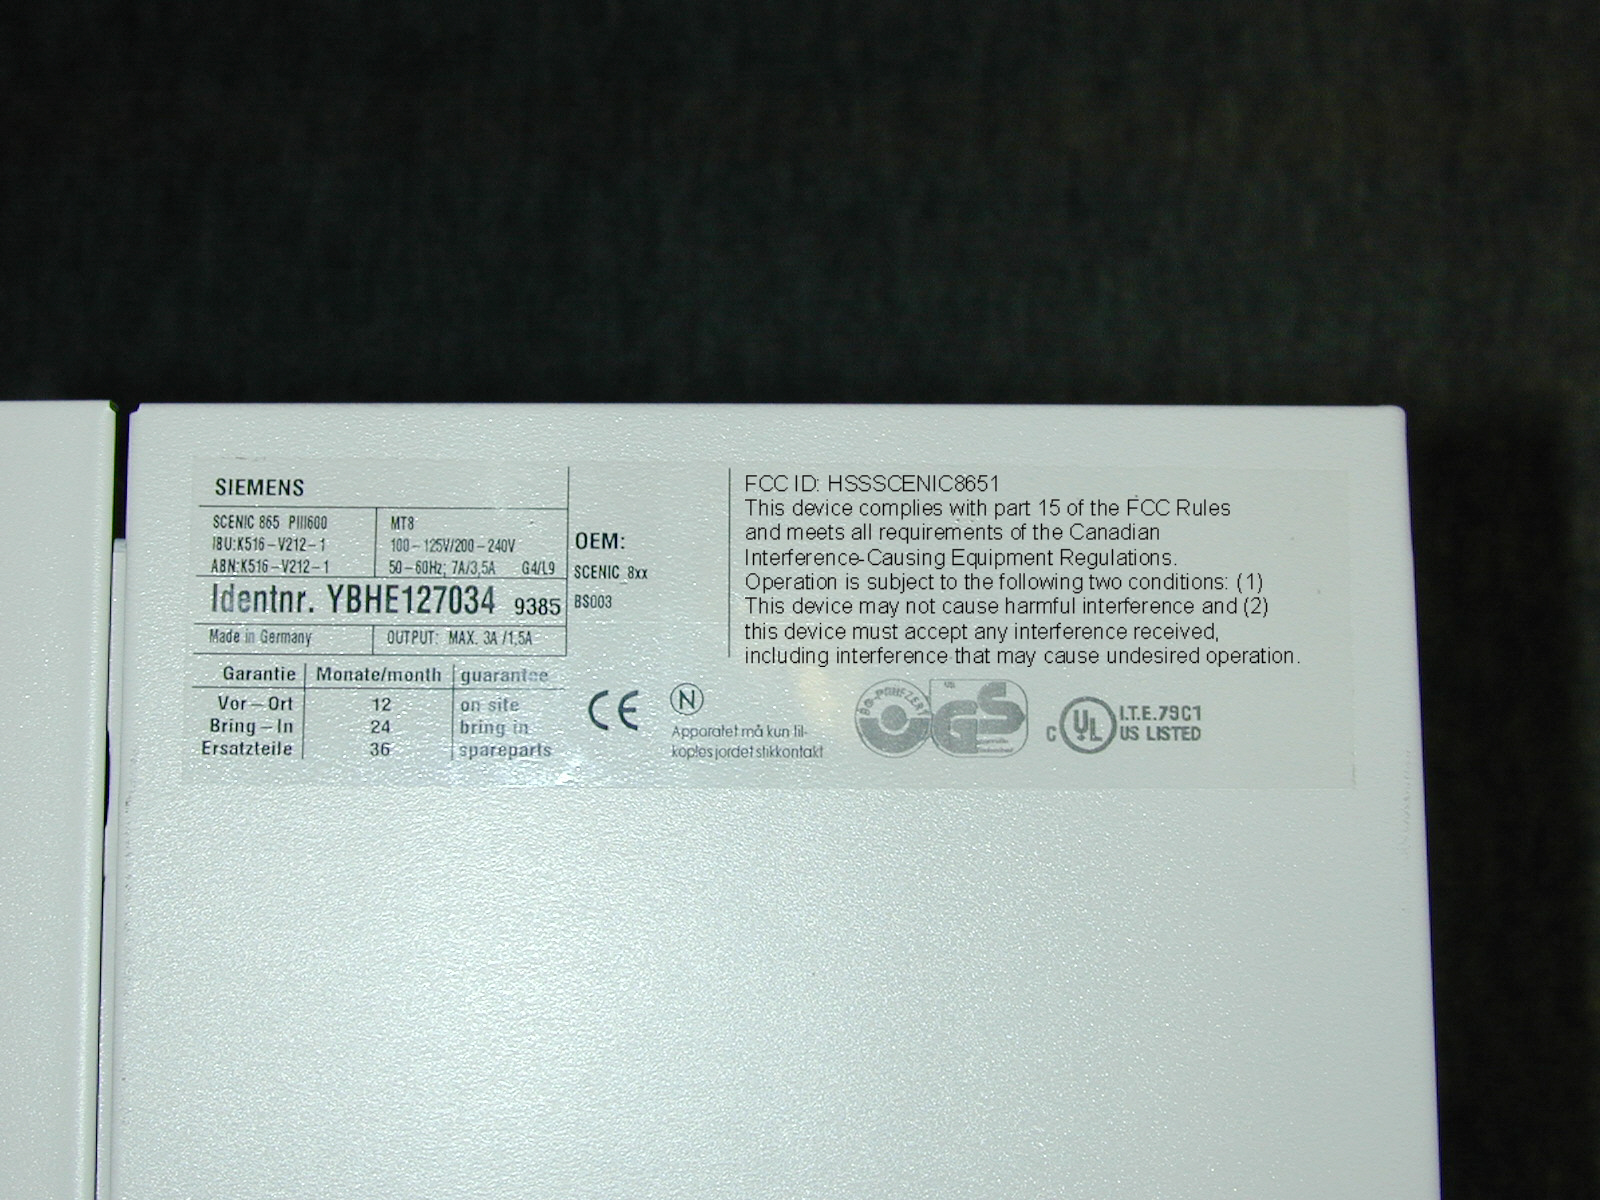 SIEMENS
SCENIC 865 PIII600
IBU:K516-V212-1
ABN:K516-V212-1
MT8
100-125V/200-240V
50-60Hz; 7A/3,5A G4/L9
Identnr. YBHE127034 9385
Made in Germany
OUTPUT: MAX. 3A/1,5A
OEM:
SCENIC_8xx
BS003
FCC ID: HSSSCENIC8651
This device complies with part 15 of the FCC Rules
and meets all requirements of the Canadian
Interference-Causing Equipment Regulations.
Operation is subject to the following two conditions: (1)
This device may not cause harmful interference and (2)
this device must accept any interference received,
including interference that may cause undesired operation.
Garantie Monate/month guarantee
Vor-Ort 12 on site
Bring-In 24 bring in
Ersatzteile 36 spareparts
CE
N
Apparatet må kun til-
koples jordet stikkontakt
GS
C UL I.T.E.79C1
US LISTED